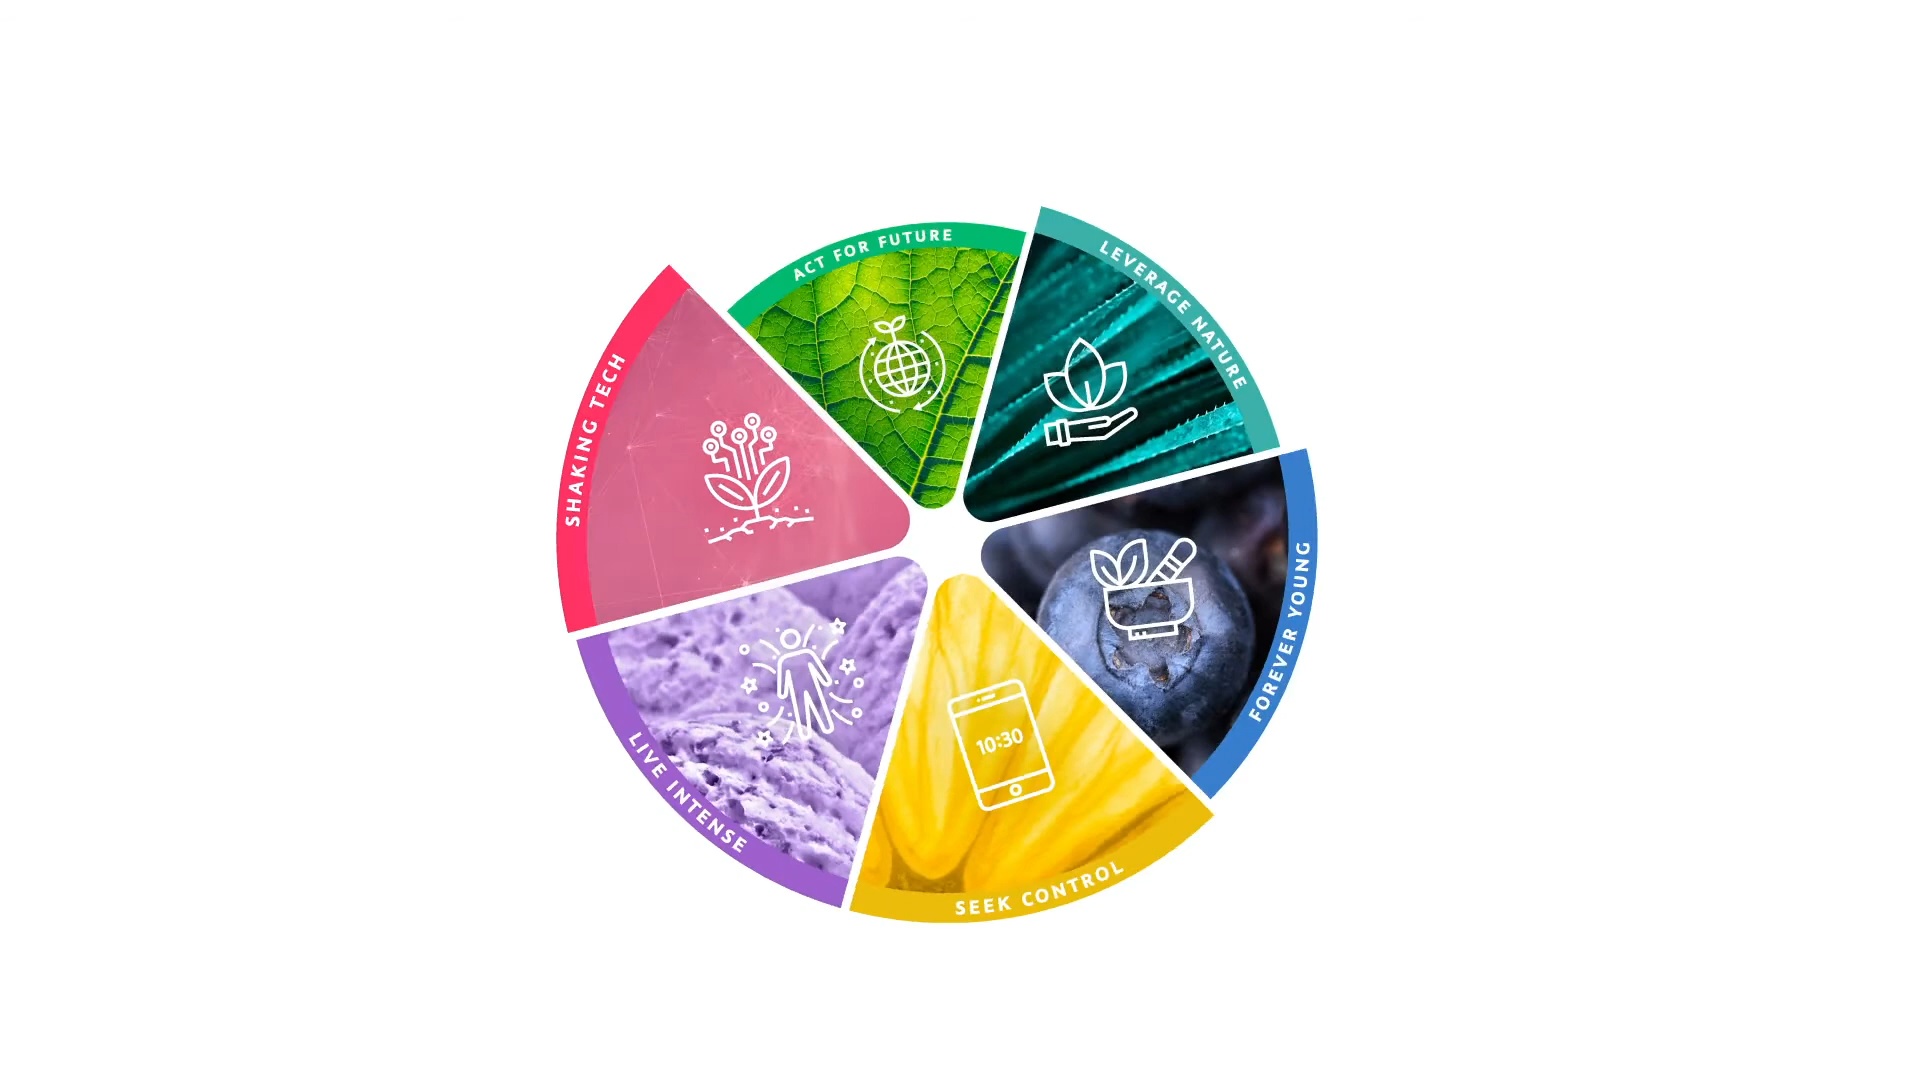 ACT FOR FUTURE
LEVERAGE NATURE
FOREVER YOUNG
SEEK CONTROL
10:30
LIVE INTENSE
SHAKING TECH